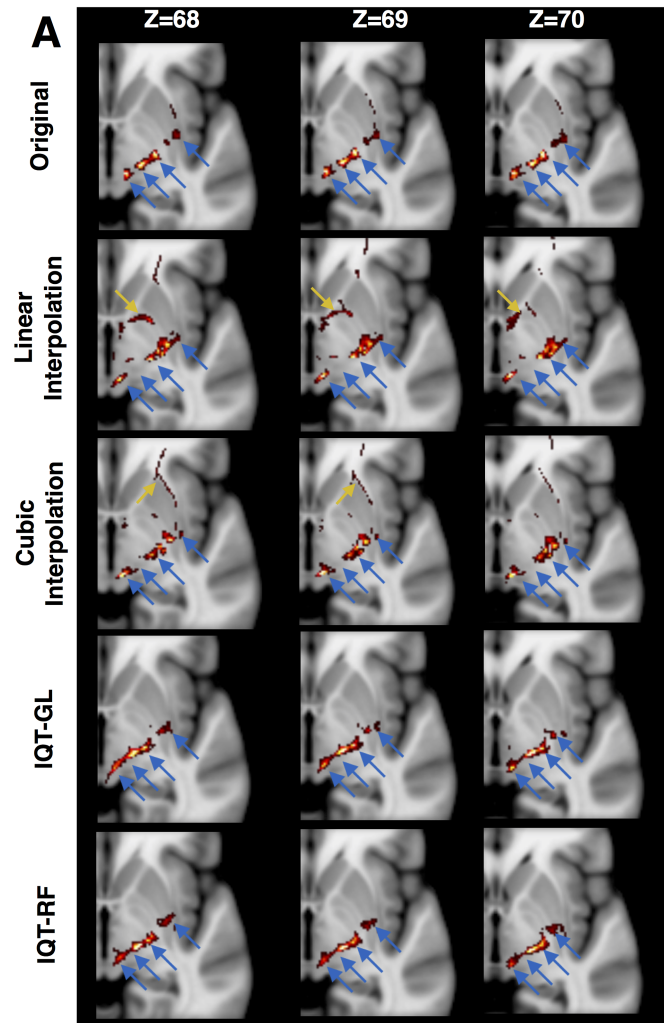 A
Z=68 Z=69 Z=70
Original
Linear
Interpolation
Cubic
Interpolation
IQT-GL
IQT-RF